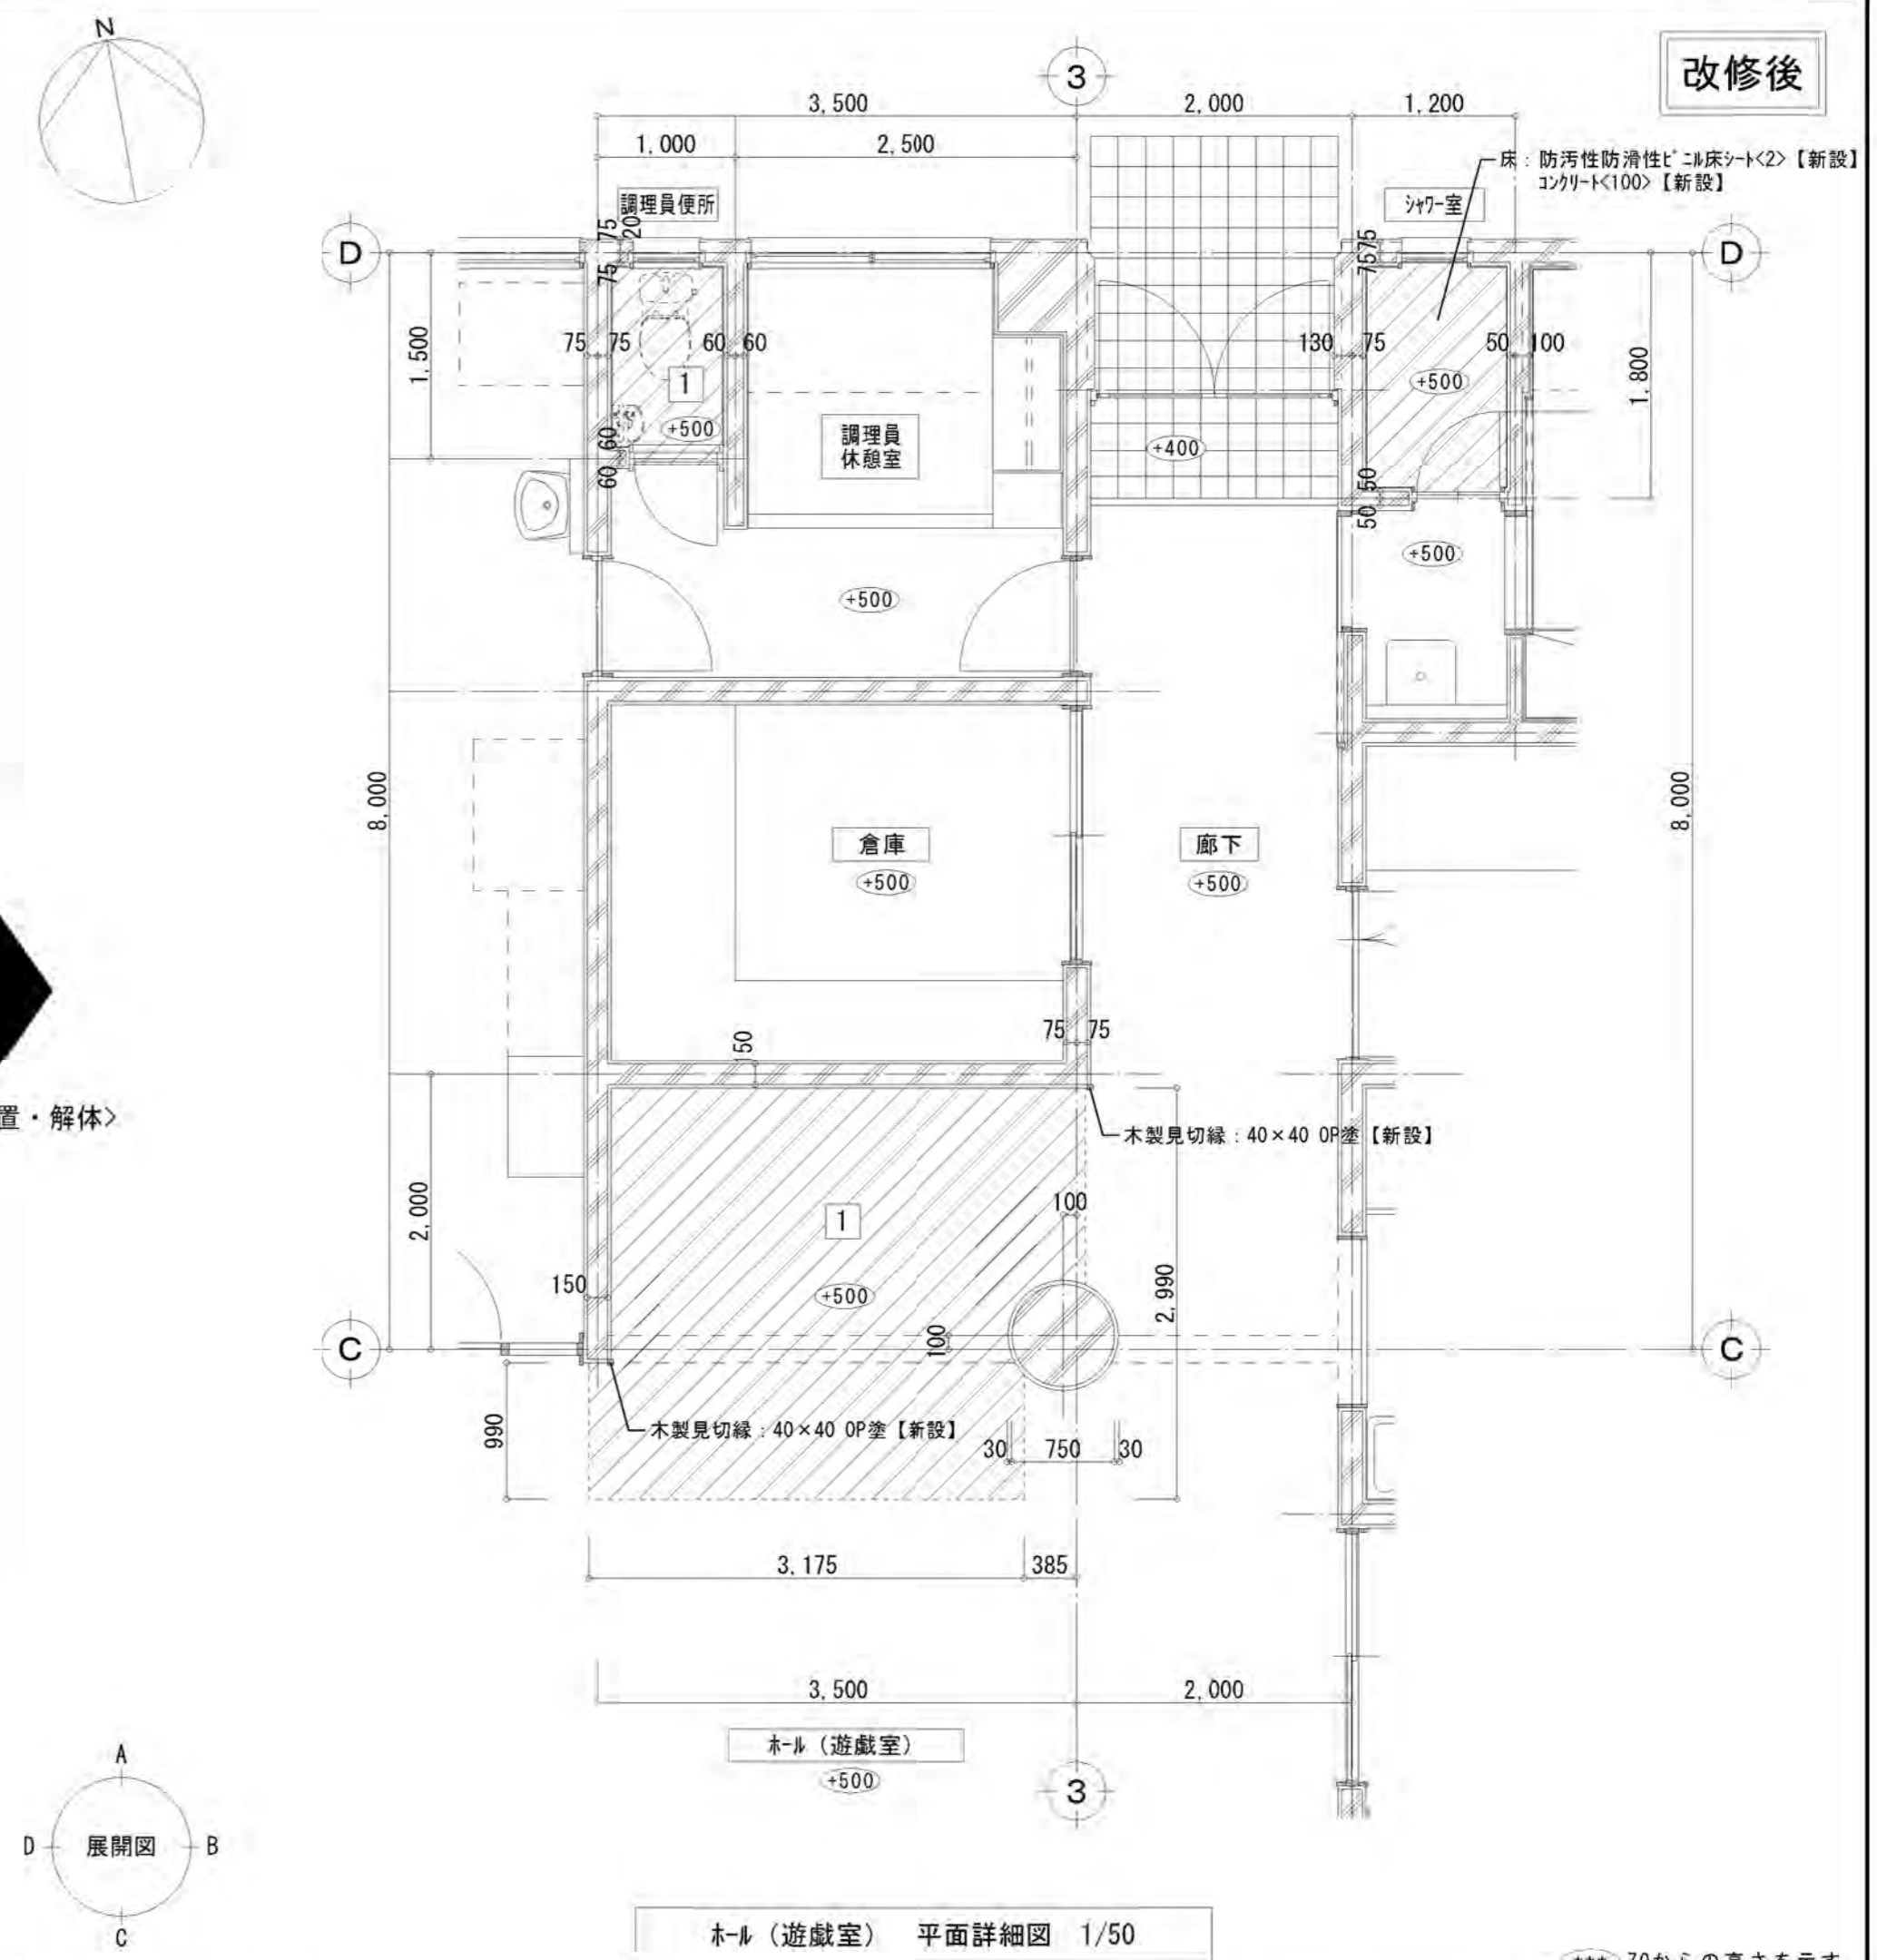 N
3
改修後
3,500
2,000
1,200
1,000
2,500
床：防汚性防滑性ﾋﾞﾆﾙ床ｼｰﾄ<2>【新設】
ｺﾝｸﾘｰﾄ<100>【新設】
調理員便所
ｼｬﾜｰ室
75
20
75
75
75
D
D
1,500
75
75
60
60
130
75
50
100
1
+500
+500
1,800
調理員
休憩室
+400
60
60
50
50
+500
+500
8,000
8,000
倉庫
+500
廊下
+500
75
75
150
置・解体>
木製見切縁：40×40 OP塗【新設】
2,000
1
100
150
+500
2,990
100
C
C
990
木製見切縁：40×40 OP塗【新設】
30
750
30
3,175
385
3,500
2,000
ﾎｰﾙ（遊戯室）
+500
3
A
D
展開図
B
C
ﾎｰﾙ（遊戯室）　平面詳細図　1/50